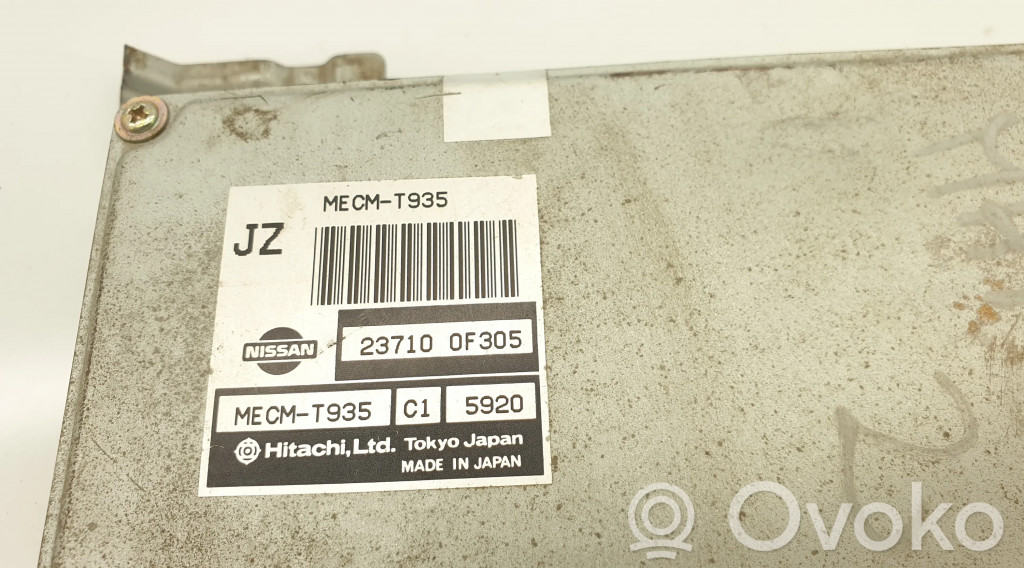 MECM-T935
JZ
NISSAN 23710 0F305
MECM-T935 C1 5920
Hitachi, Ltd. Tokyo Japan
MADE IN JAPAN
Ovoko